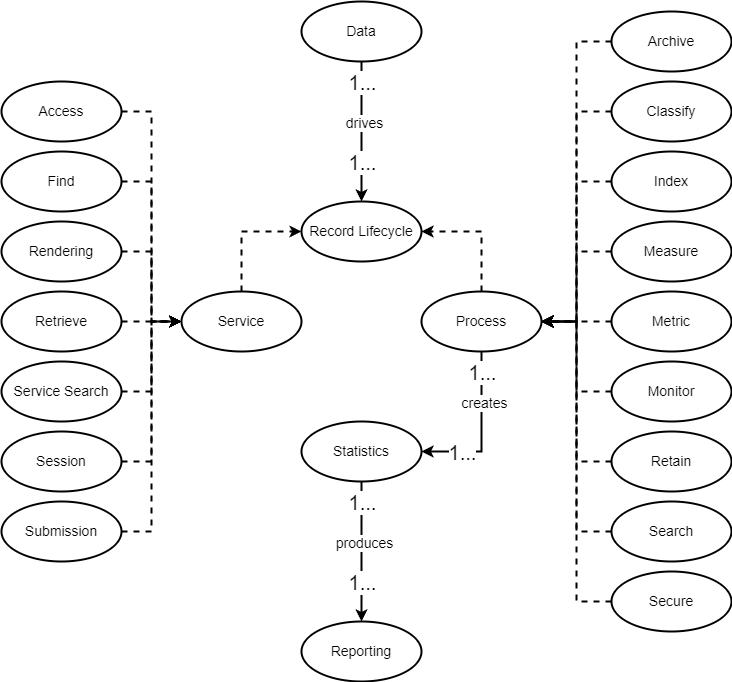 Data
Archive
1...
Access
Classify
drives
1...
Find
Index
Record Lifecycle
Rendering
Measure
Retrieve
Service
Process
Metric
1...
Service Search
creates
Monitor
Statistics
1...
Session
Retain
1...
Submission
Search
produces
1...
Secure
Reporting